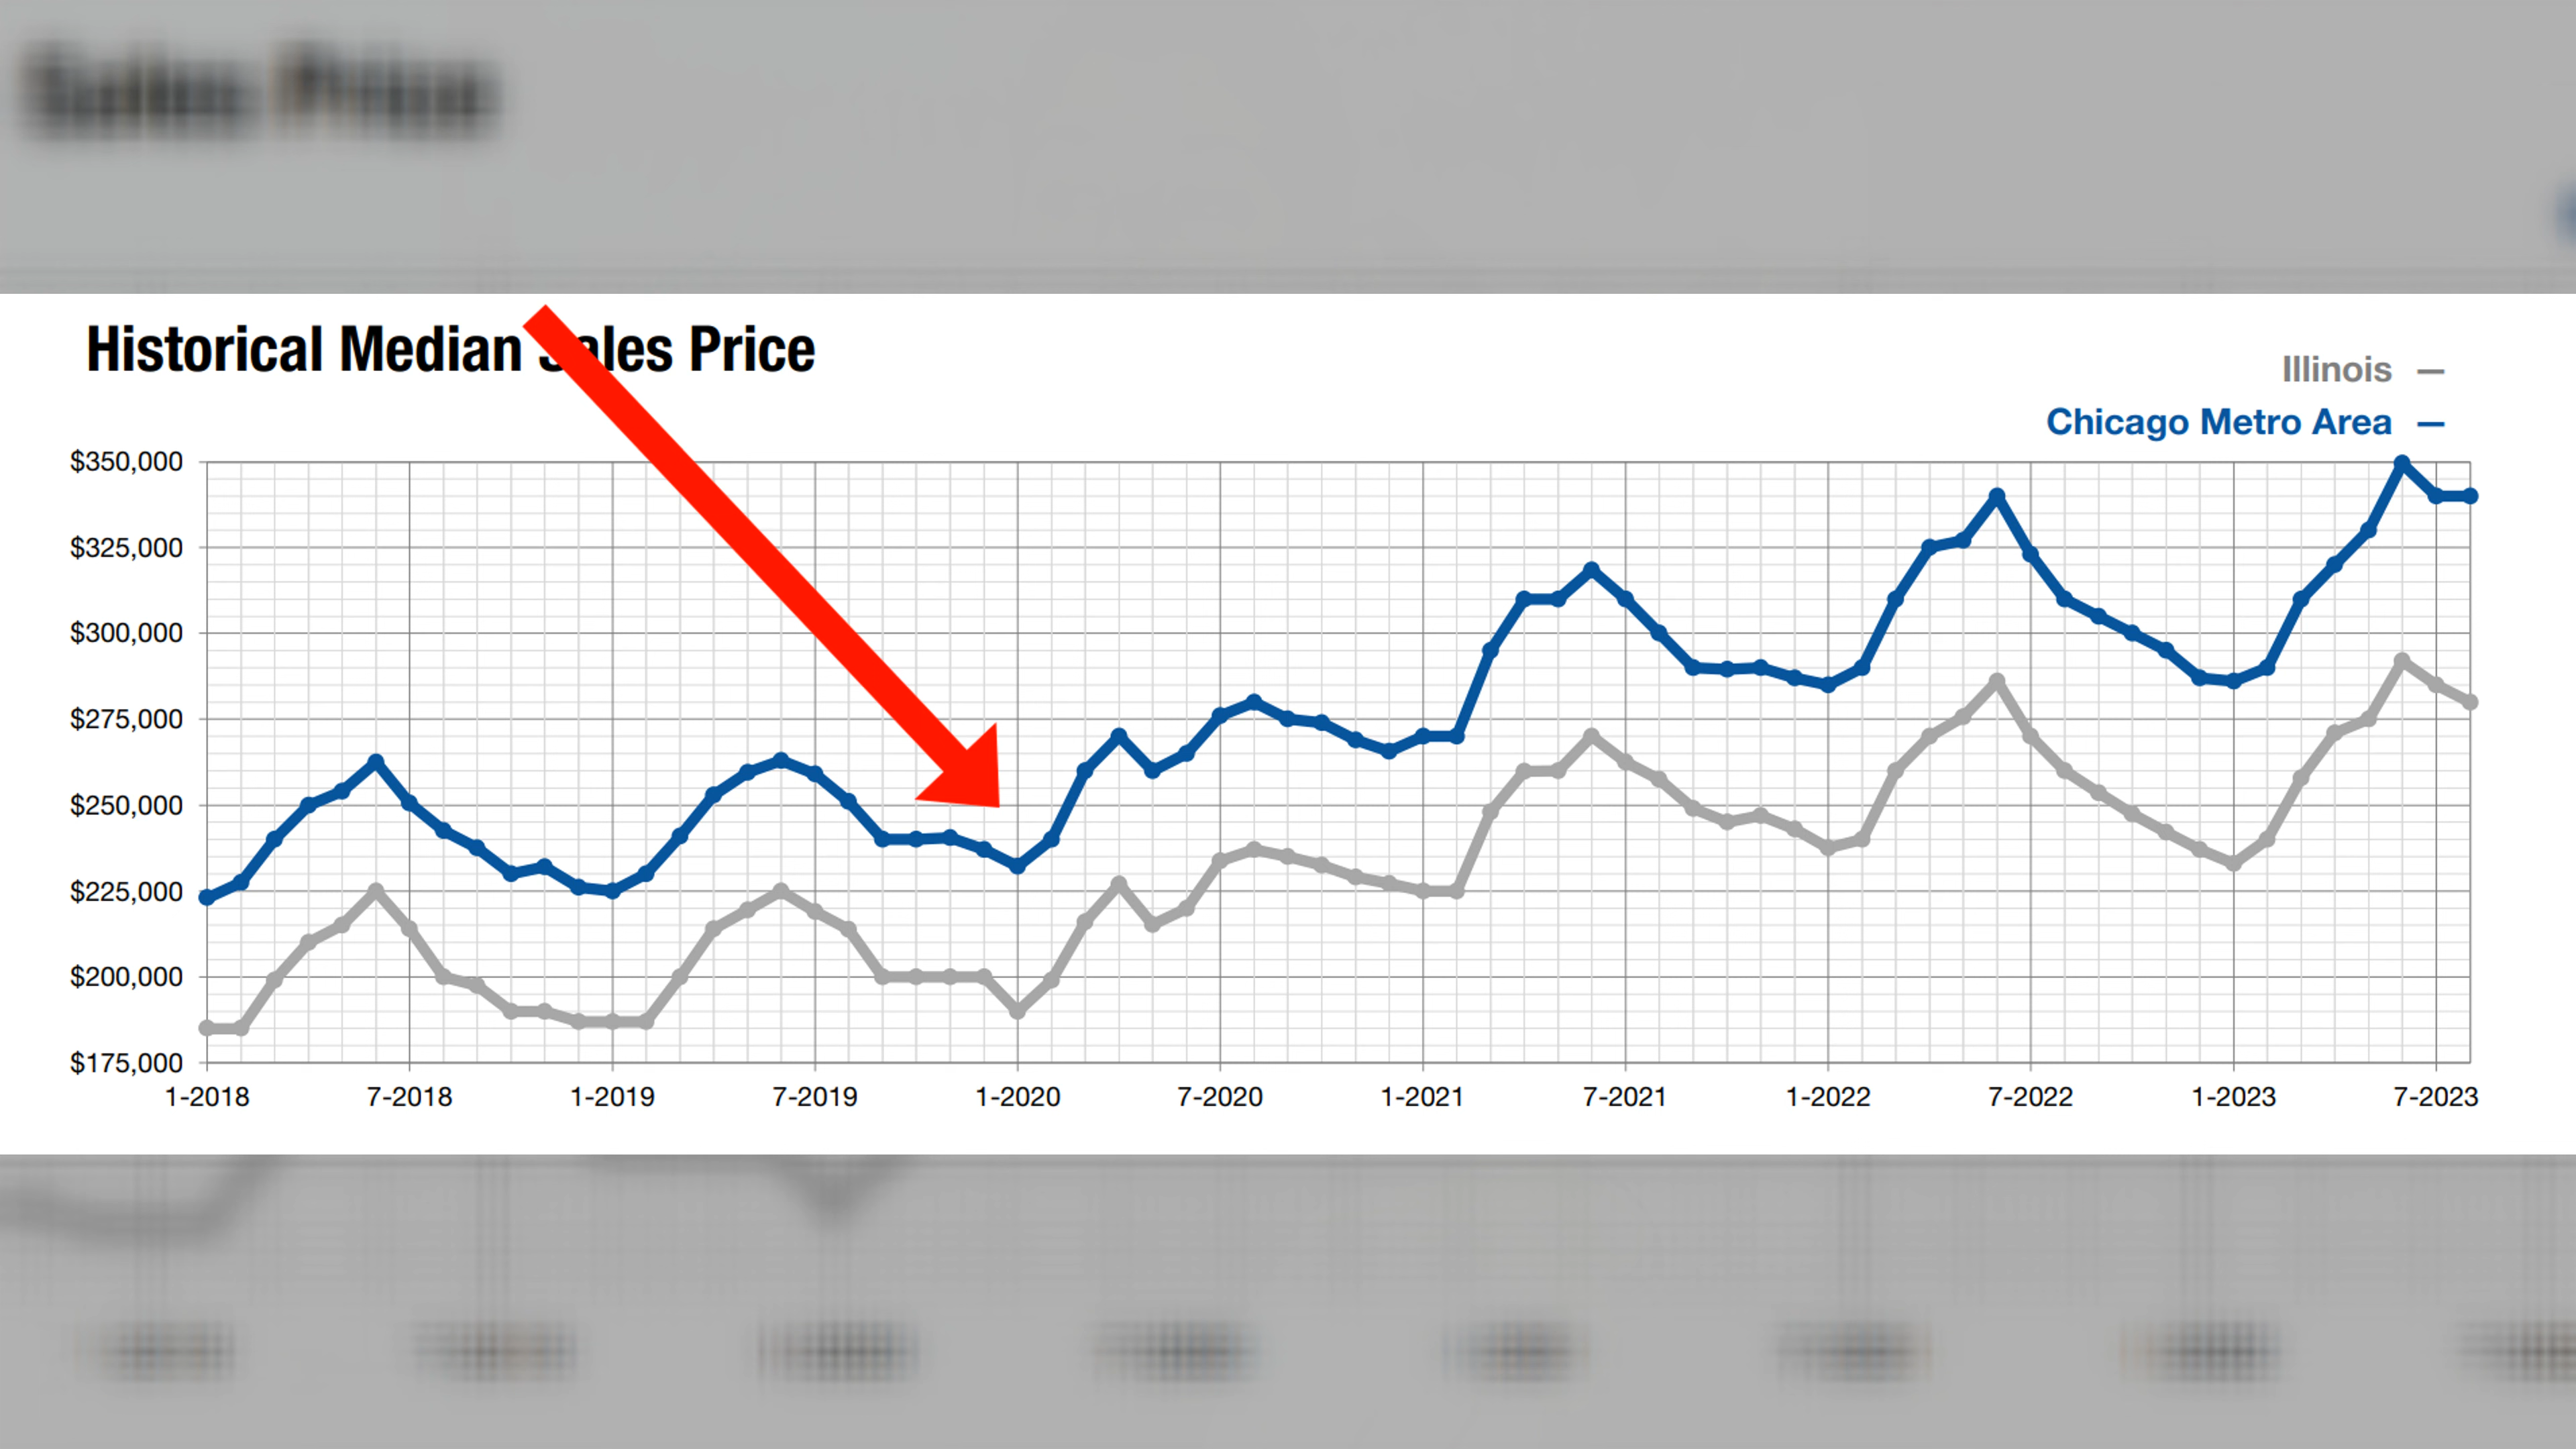 Sales Price
Historical Median Sales Price
Illinois
Chicago Metro Area
$350,000
$325,000
$300,000
$275,000
$250,000
$225,000
$200,000
$175,000
1-2018 7-2018 1-2019 7-2019 1-2020 7-2020 1-2021 7-2021 1-2022 7-2022 1-2023 7-2023